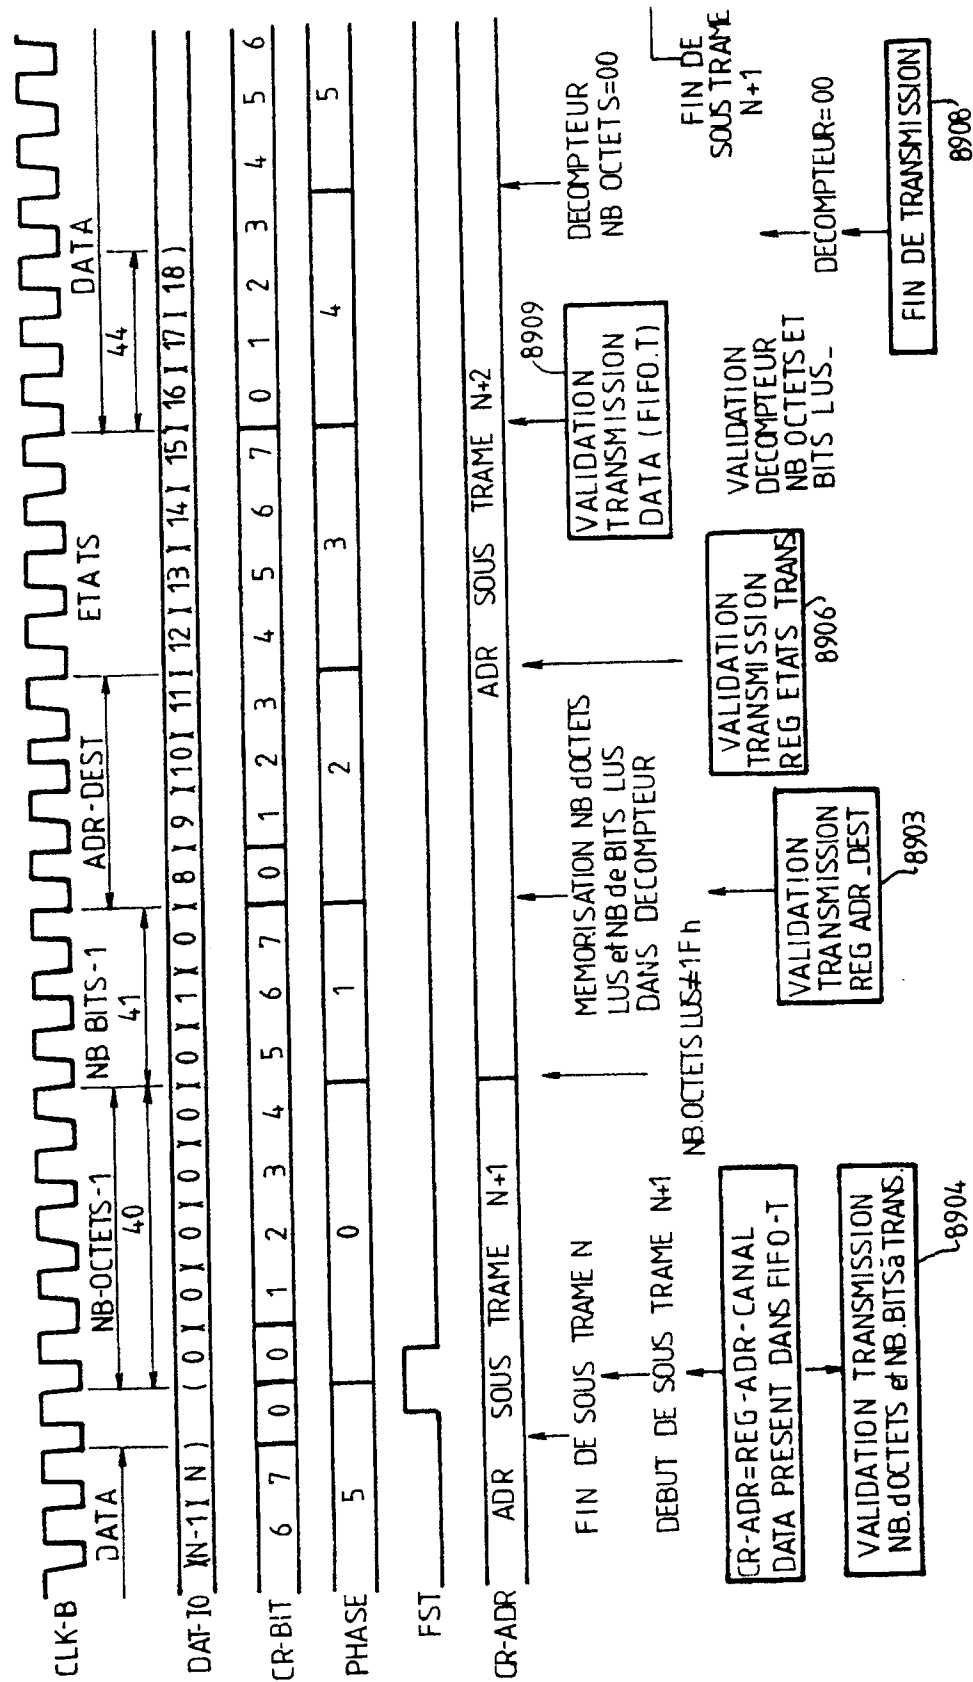 CLK-B
DATA
NB-OCTETS-1
NB BITS-1
ADR-DEST
ETATS
DATA
40
41
44
DAT-IO )(N-1 I N ) ( 0 I 0 )( 0 )( 0 )( 0 )( 0 )( 0 I 1 )( 0 )( 8 )( 9 )( 10 I 11 I 12 I 13 I 14 I 15 I 16 I 17 I 18 )
CR-BIT 6 7 0 0 1 2 3 4 5 6 7 0 1 2 3 4 5 6 7 0 1 2 3 4 5 6
PHASE 5 0 1 2 3 4 5
FST
CR-ADR ADR SOUS TRAME N+1 ADR SOUS TRAME N+2
FIN DE SOUS TRAME N
DEBUT DE SOUS TRAME N+1
CR-ADR=REG-ADR-CANAL
DATA PRESENT DANS FIFO-T
VALIDATION TRANSMISSION
NB.dOCTETS et NB.BITS à TRANS.
8904
MEMORISATION NB dOCTETS
LUS et NB de BITS LUS
DANS DECOMPTEUR
NB.OCTETS LUS≠1Fh
VALIDATION
TRANSMISSION
REG ADR_DEST
8903
VALIDATION
TRANSMISSION
REG ETATS TRANS
8906
VALIDATION
TRANSMISSION
DATA (FIFO.T)
8909
VALIDATION
DECOMPTEUR
NB OCTETS ET
BITS LUS_
DECOMPTEUR
NB OCTETS=00
DECOMPTEUR=00
FIN DE TRANSMISSION
8908
FIN DE
SOUS TRAME
N+1